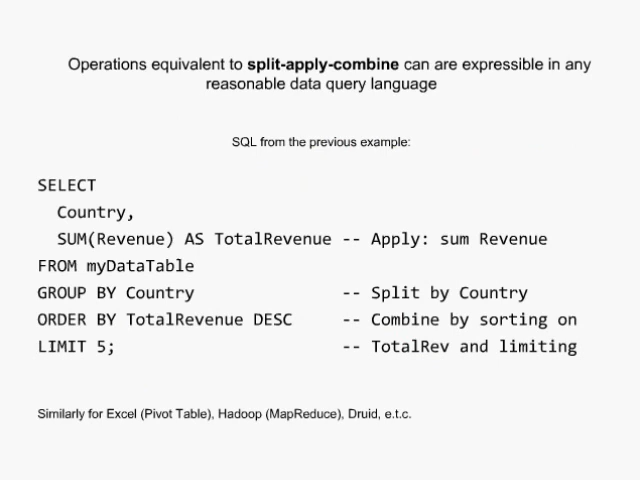 Operations equivalent to split-apply-combine can are expressible in any
reasonable data query language
SQL from the previous example:
SELECT
  Country,
  SUM(Revenue) AS TotalRevenue -- Apply: sum Revenue
FROM myDataTable
GROUP BY Country               -- Split by Country
ORDER BY TotalRevenue DESC     -- Combine by sorting on
LIMIT 5;                       -- TotalRev and limiting
Similarly for Excel (Pivot Table), Hadoop (MapReduce), Druid, e.t.c.